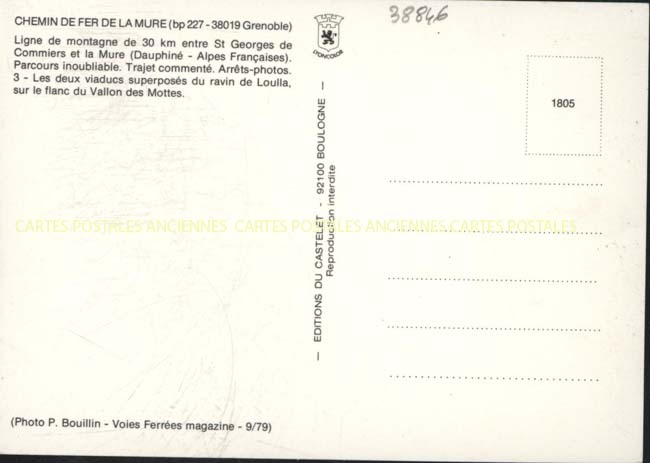 CHEMIN DE FER DE LA MURE (bp 227 - 38019 Grenoble)
Ligne de montagne de 30 km entre St Georges de
Commiers et la Mure (Dauphiné - Alpes Françaises).
Parcours inoubliable. Trajet commenté. Arrêts-photos.
3 - Les deux viaducs superposés du ravin de Loulla,
sur le flanc du Vallon des Mottes.
LYONCOLOR
38846
1805
— EDITIONS DU CASTELET - 92100 BOULOGNE —
Reproduction interdite
CARTES POSTALES ANCIENNES CARTES POSTALES ANCIENNES CARTES POSTALES
(Photo P. Bouillin - Voies Ferrées magazine - 9/79)